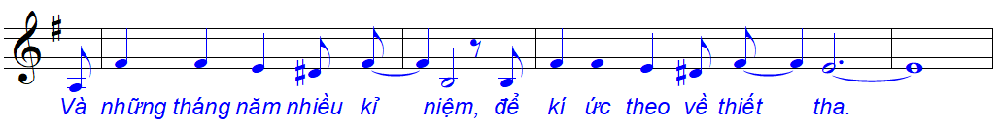 Và những tháng năm nhiều kỉ niệm, để kí ức theo về thiết tha.